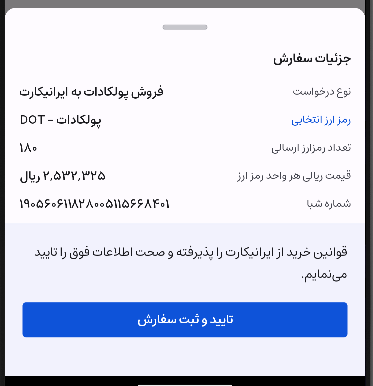 جزئیات سفارش
نوع درخواست فروش پولکادات به ایرانیکارت
رمز ارز انتخابی پولکادات - DOT
تعداد رمزارز ارسالی ۱۸۰
قیمت ریالی هر واحد رمز ارز ۲,۵۳۲,۳۲۵ ریال
شماره شبا ۱۹۰۵۶۰۶۱۱۸۲۸۰۰۵۱۱۵۶۶۸۴۰۱
قوانین خرید از ایرانیکارت را پذیرفته و صحت اطلاعات فوق را تایید
می‌نمایم.
تایید و ثبت سفارش